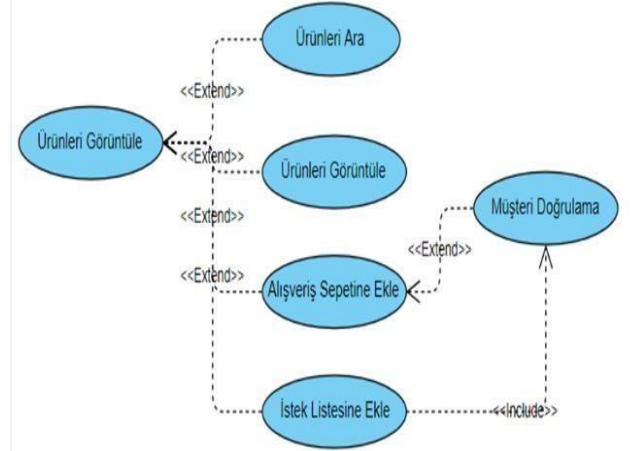 Ürünleri Ara
<<Extend>>
Ürünleri Görüntüle
<<Extend>>
Ürünleri Görüntüle
Müşteri Doğrulama
<<Extend>>
<<Extend>>
<<Extend>>
Alışveriş Sepetine Ekle
İstek Listesine Ekle
<<Include>>